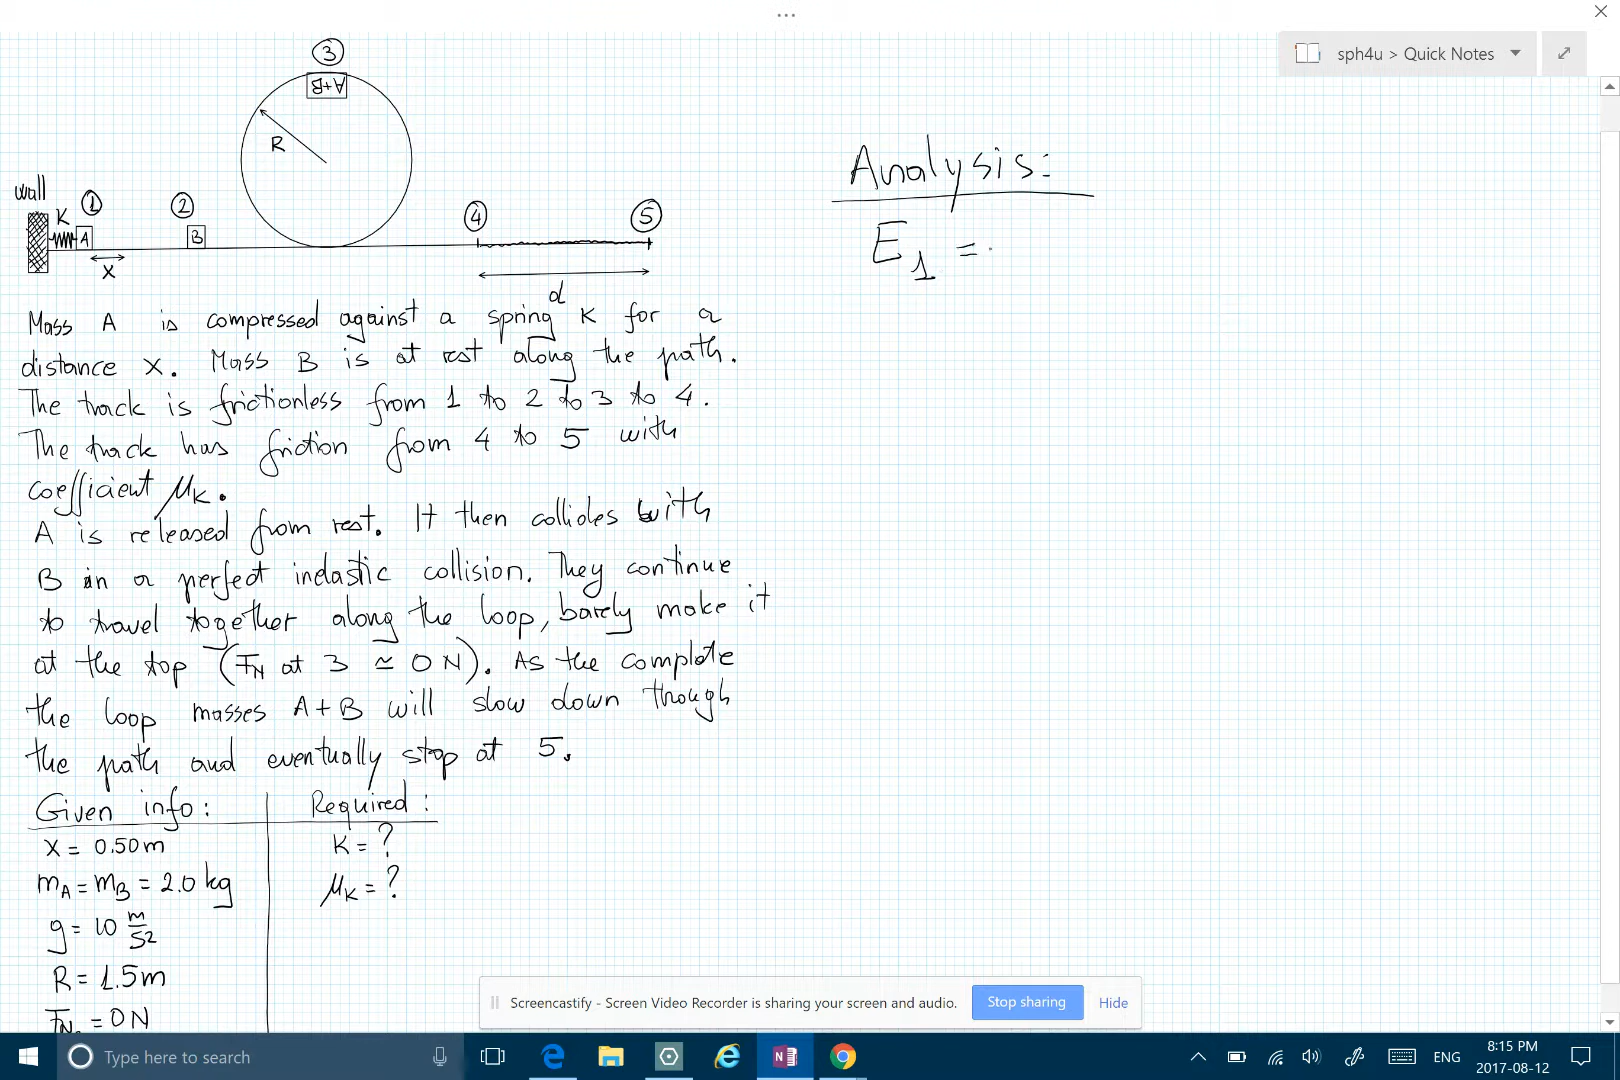 ...
sph4u > Quick Notes
3
A+B
R
wall
1
2
4
5
K
A
B
X
d
Analysis:
E1 =
Mass A is compressed against a spring K for a
distance x. Mass B is at rest along the path.
The track is frictionless from 1 to 2 to 3 to 4.
The track has friction from 4 to 5 with
coefficient μK.
A is released from rest. It then collides with
B in a perfect inelastic collision. They continue
to travel together along the loop, barely make it
at the top (FN at 3 ≃ 0 N). As the complete
the loop masses A+B will slow down though
the path and eventually stop at 5.
Given info:
Required:
x = 0.50m
K = ?
mA = mB = 2.0 kg
μK = ?
g = 10 m/s2
R = 1.5m
FN = 0N
Screencastify - Screen Video Recorder is sharing your screen and audio.
Stop sharing
Hide
Type here to search
ENG
8:15 PM
2017-08-12